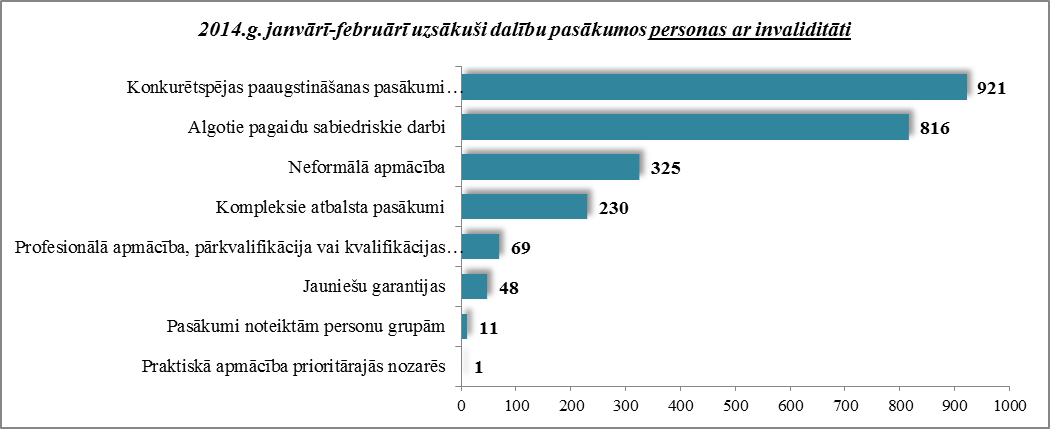 2014.g. janvārī-februārī uzsākuši dalību pasākumos personas ar invaliditāti
Konkurētspējas paaugstināšanas pasākumi… 921
Algotie pagaidu sabiedriskie darbi 816
Neformālā apmācība 325
Kompleksie atbalsta pasākumi 230
Profesionālā apmācība, pārkvalifikācija vai kvalifikācijas… 69
Jauniešu garantijas 48
Pasākumi noteiktām personu grupām 11
Praktiskā apmācība prioritārajās nozarēs 1
0 100 200 300 400 500 600 700 800 900 1000